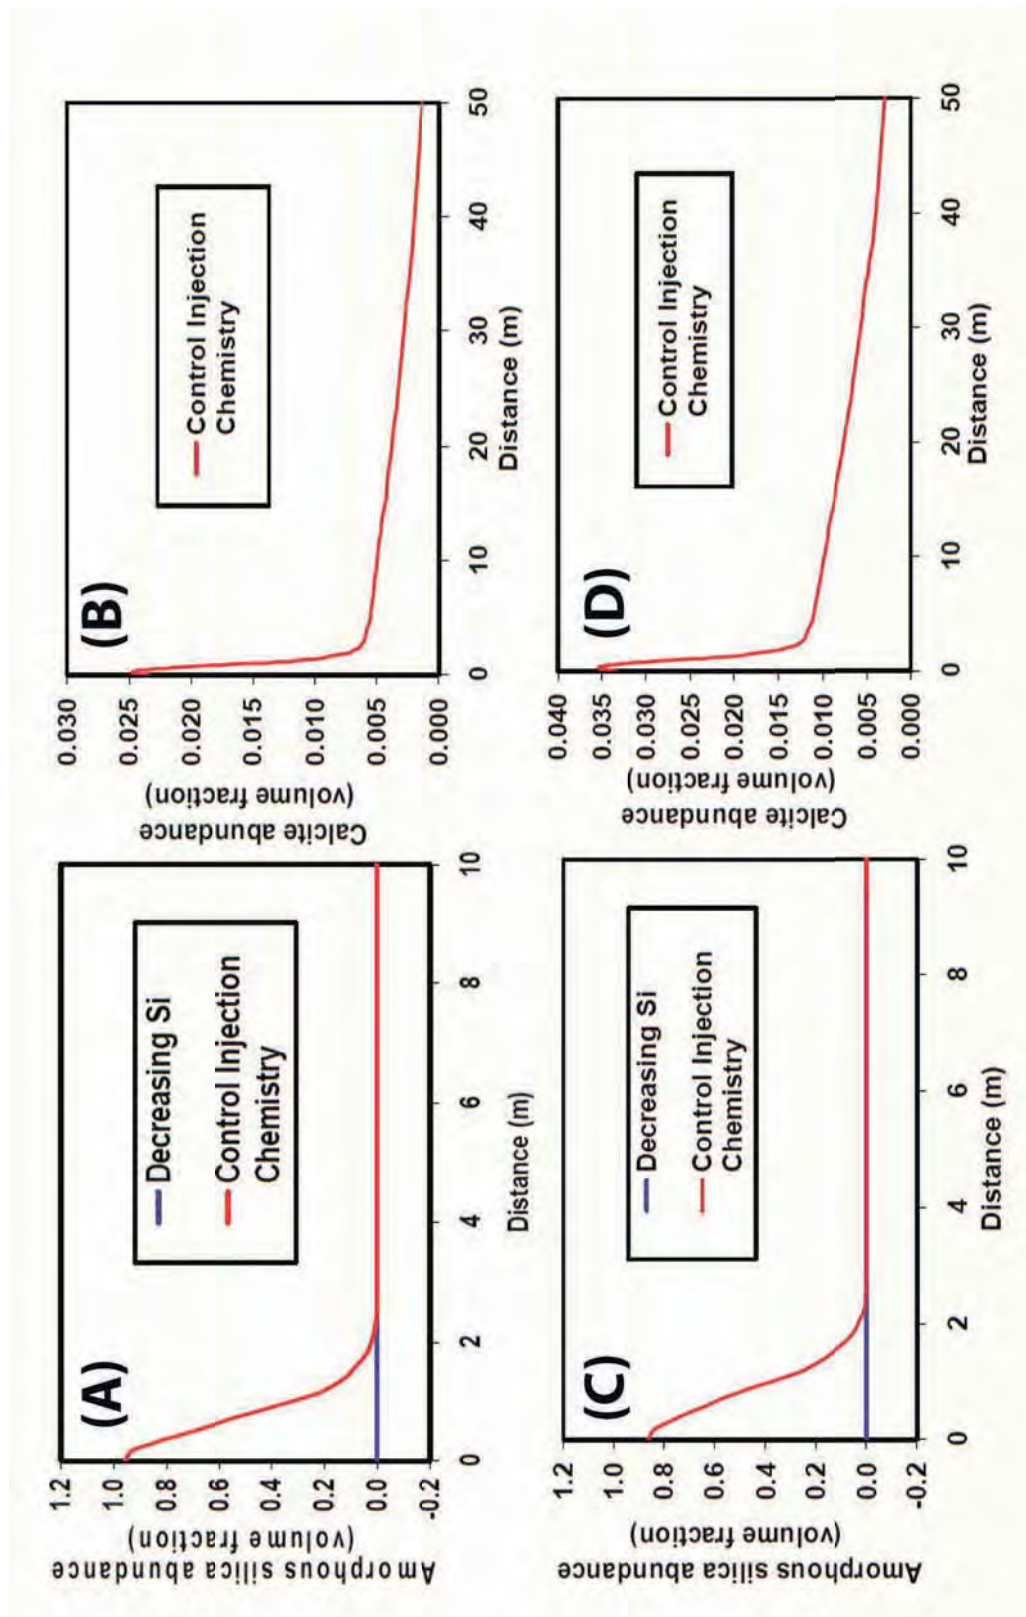 (A)
Amorphous silica abundance
(volume fraction)
1.2
1.0
0.8
0.6
0.4
0.2
0.0
-0.2
0
2
4
6
8
10
Distance (m)
Decreasing Si
Control Injection
Chemistry
(B)
Calcite abundance
(volume fraction)
0.030
0.025
0.020
0.015
0.010
0.005
0.000
0
10
20
30
40
50
Distance (m)
Control Injection
Chemistry
(C)
Amorphous silica abundance
(volume fraction)
1.2
1.0
0.8
0.6
0.4
0.2
0.0
-0.2
0
2
4
6
8
10
Distance (m)
Decreasing Si
Control Injection
Chemistry
(D)
Calcite abundance
(volume fraction)
0.040
0.035
0.030
0.025
0.020
0.015
0.010
0.005
0.000
0
10
20
30
40
50
Distance (m)
Control Injection
Chemistry